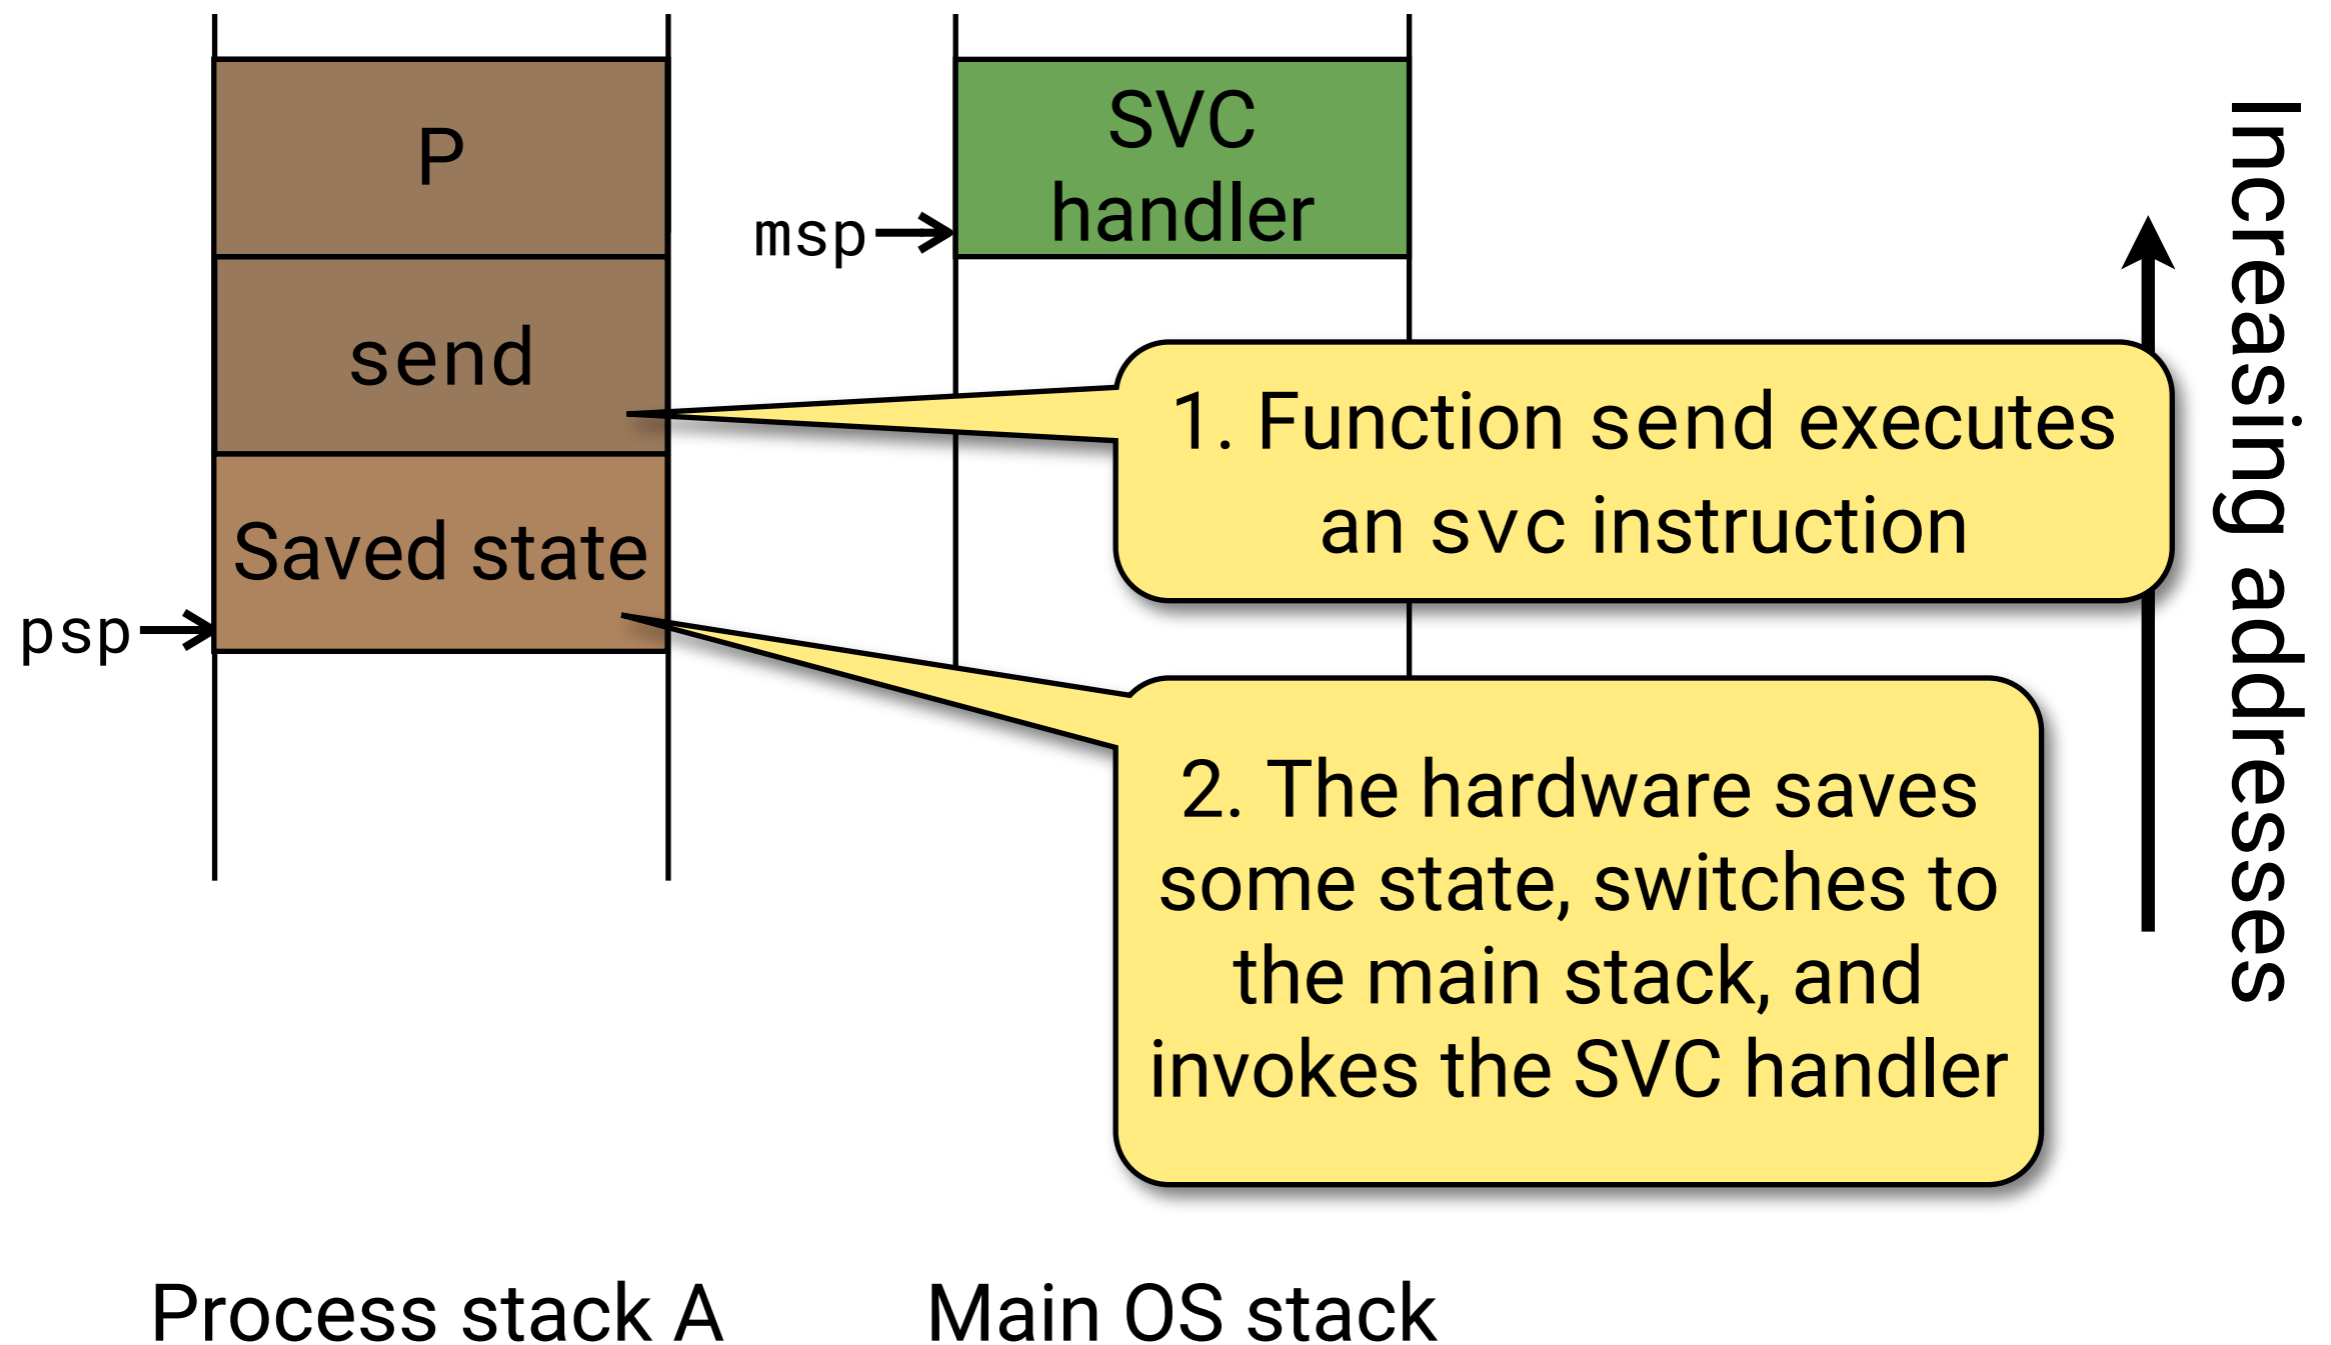 P
send
Saved state
psp
SVC
handler
msp
1. Function send executes
an svc instruction
2. The hardware saves
some state, switches to
the main stack, and
invokes the SVC handler
Increasing addresses
Process stack A
Main OS stack